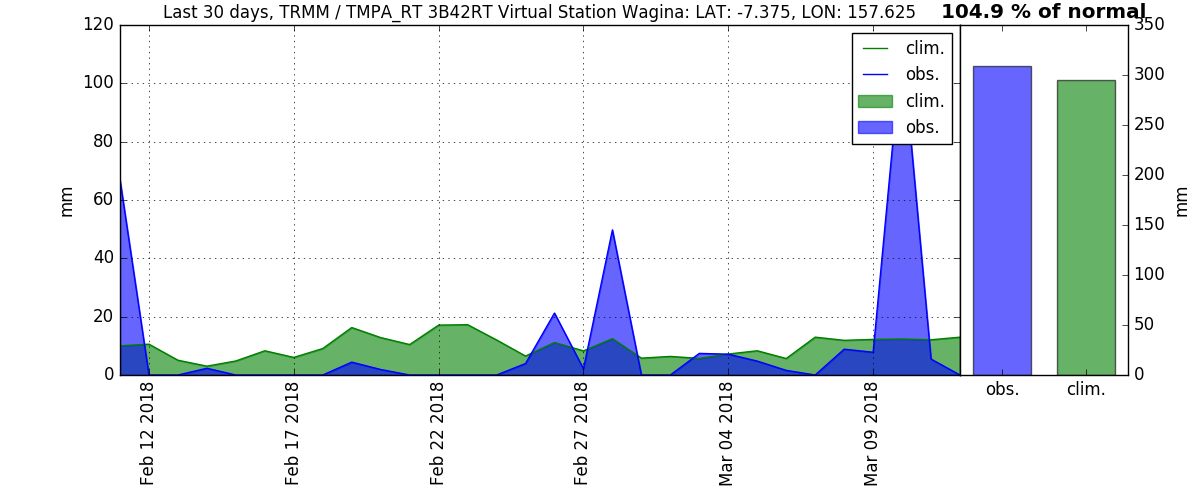 Last 30 days, TRMM / TMPA_RT 3B42RT Virtual Station Wagina: LAT: -7.375, LON: 157.625
104.9 % of normal
120
100
80
60
40
20
0
mm
clim.
obs.
clim.
obs.
350
300
250
200
150
100
50
0
mm
Feb 12 2018
Feb 17 2018
Feb 22 2018
Feb 27 2018
Mar 04 2018
Mar 09 2018
obs.
clim.